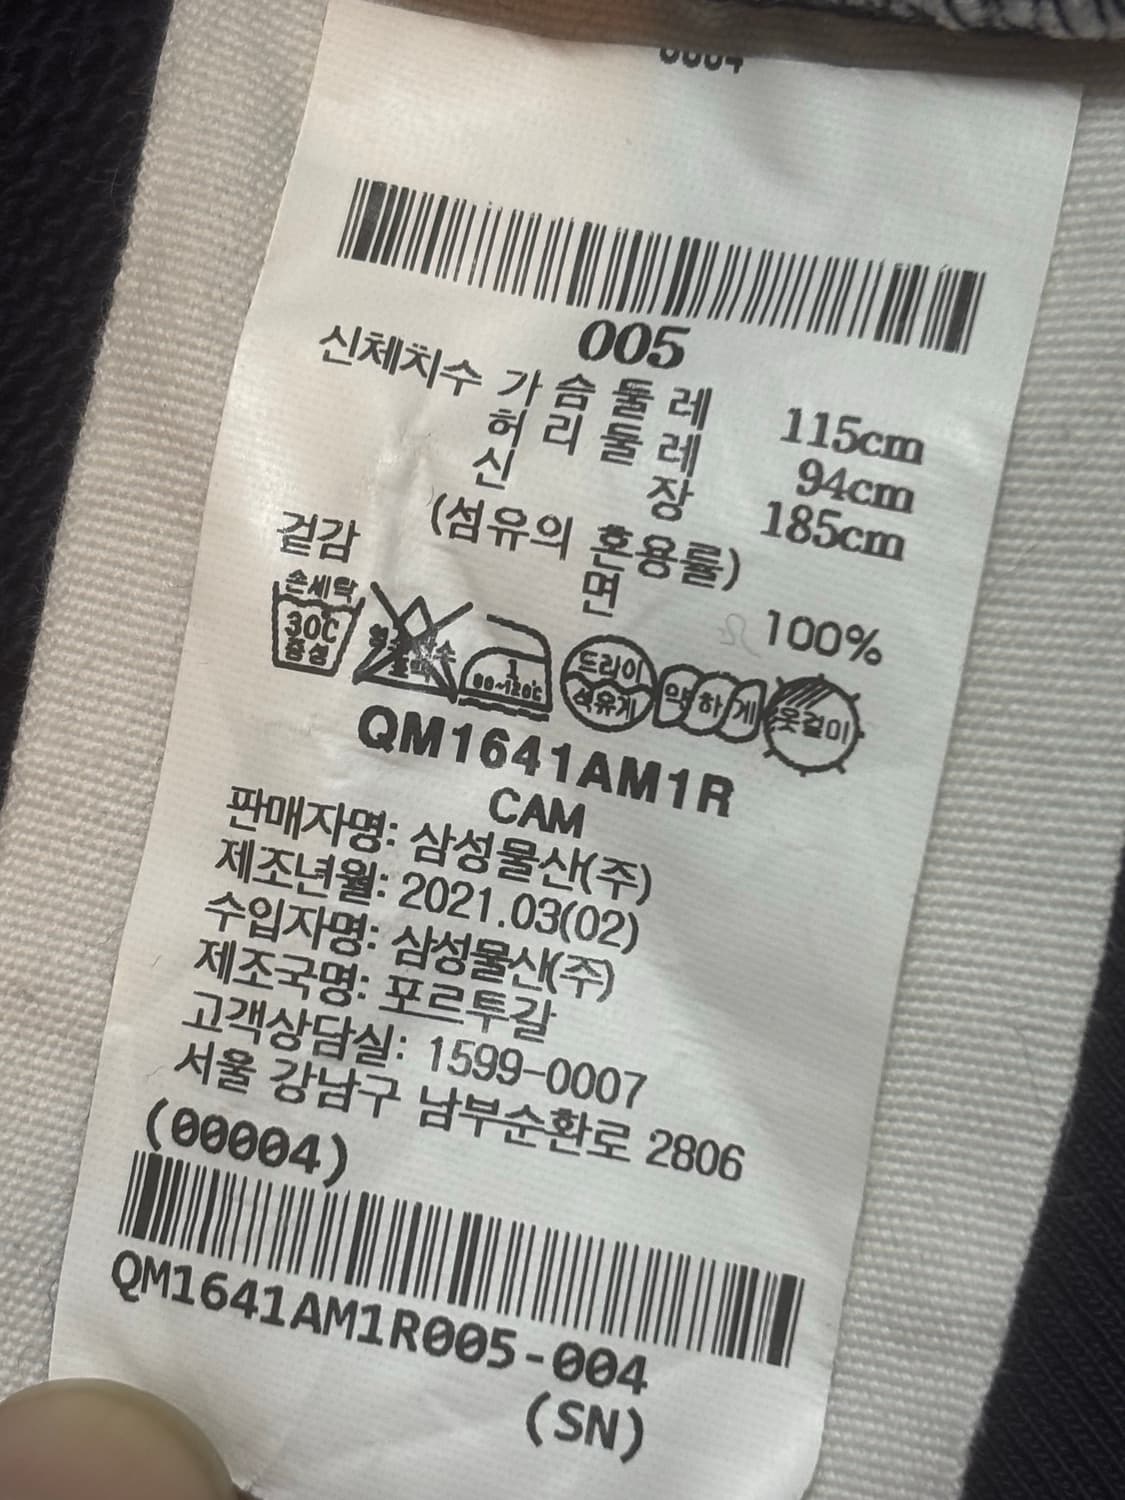 0004
005
신체치수 가슴둘레 115cm
허리둘레 94cm
신장 185cm
(섬유의 혼용률)
겉감 면 100%
손세탁
30C
중성
1
드라이
석유계
약하게
옷걸이
QM1641AM1R
CAM
판매자명: 삼성물산(주)
제조년월: 2021.03(02)
수입자명: 삼성물산(주)
제조국명: 포르투갈
고객상담실: 1599-0007
서울 강남구 남부순환로 2806
(00004)
QM1641AM1R005-004
(SN)